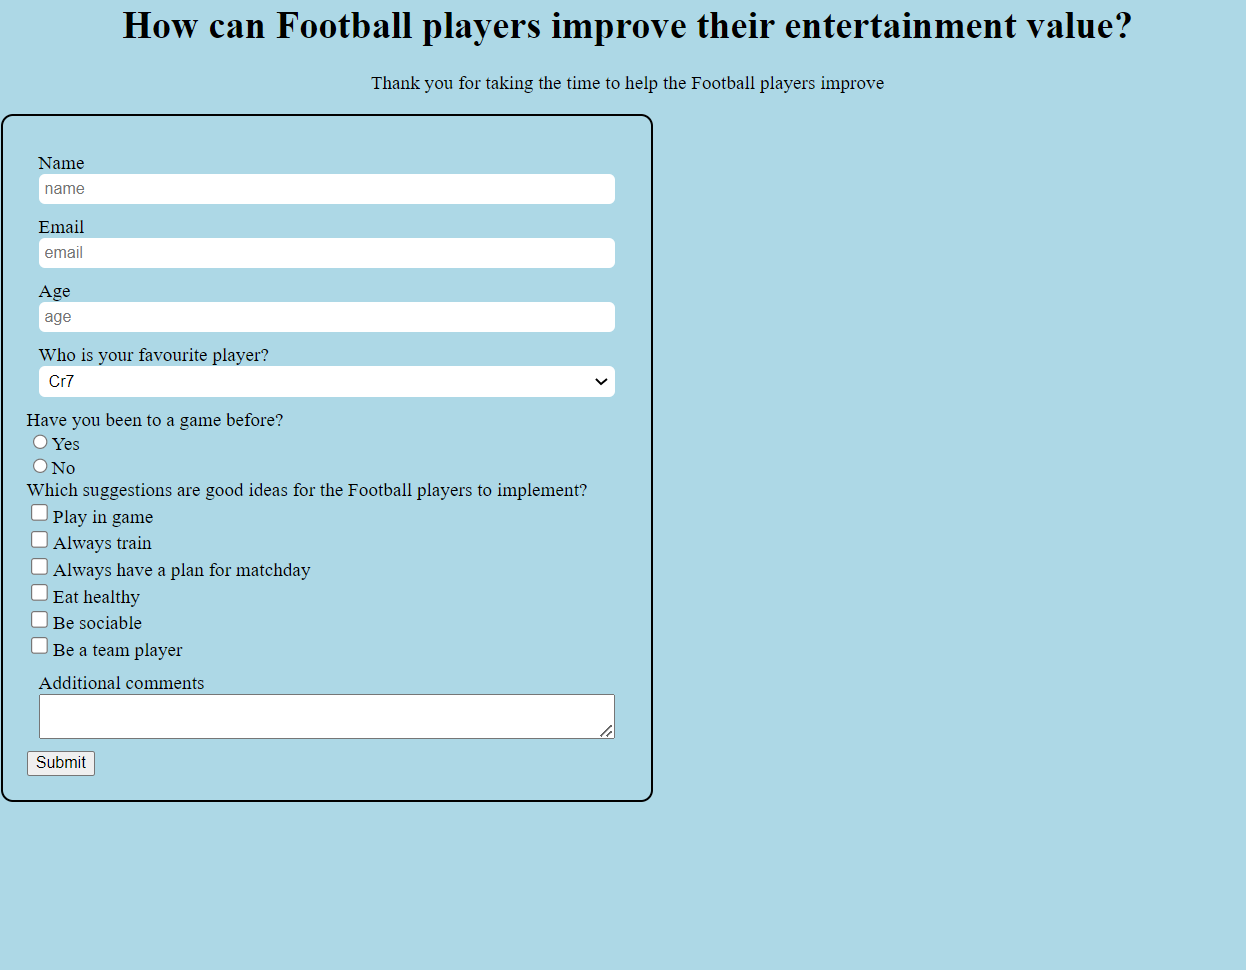 How can Football players improve their entertainment value?
Thank you for taking the time to help the Football players improve
Name
name
Email
email
Age
age
Who is your favourite player?
Cr7
Have you been to a game before?
Yes
No
Which suggestions are good ideas for the Football players to implement?
Play in game
Always train
Always have a plan for matchday
Eat healthy
Be sociable
Be a team player
Additional comments
Submit